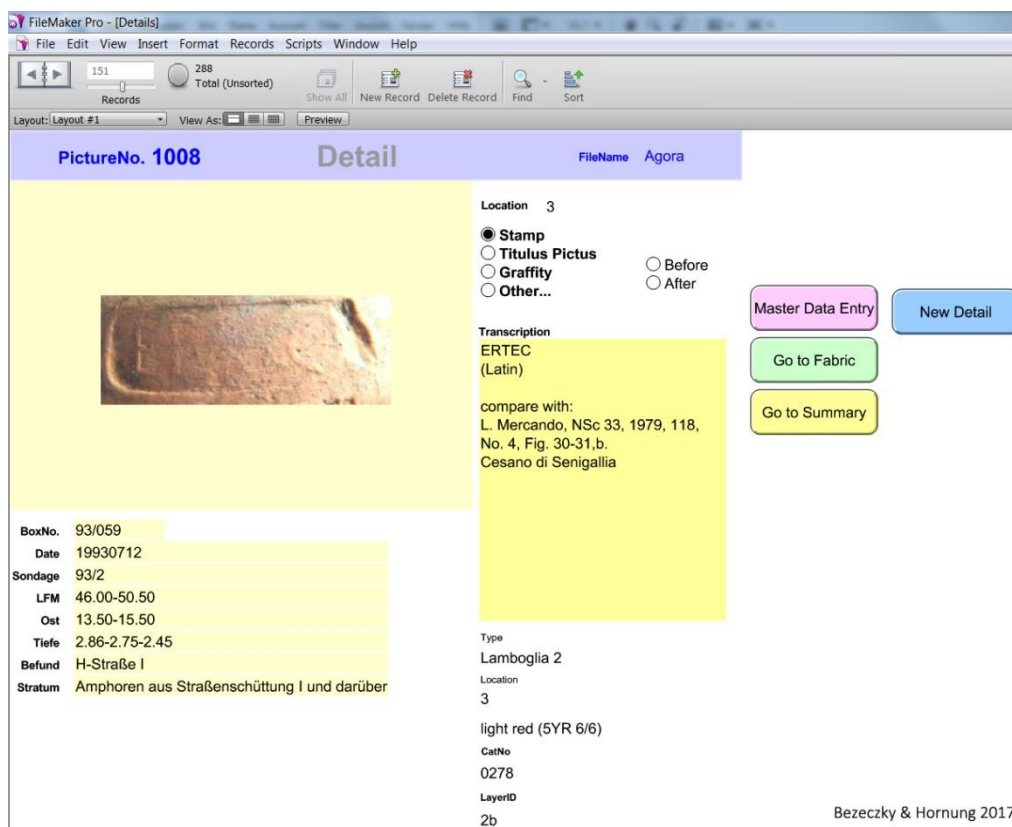 FileMaker Pro - [Details]
File Edit View Insert Format Records Scripts Window Help
151
Records
288
Total (Unsorted)
Show All
New Record
Delete Record
Find
Sort
Layout: Layout #1
View As:
Preview
PictureNo. 1008
Detail
FileName Agora
Location 3
Stamp
Titulus Pictus
Graffity
Other...
Before
After
Master Data Entry
New Detail
Go to Fabric
Go to Summary
Transcription
ERTEC
(Latin)
compare with:
L. Mercando, NSc 33, 1979, 118,
No. 4, Fig. 30-31,b.
Cesano di Senigallia
BoxNo. 93/059
Date 19930712
Sondage 93/2
LFM 46.00-50.50
Ost 13.50-15.50
Tiefe 2.86-2.75-2.45
Befund H-Straße I
Stratum Amphoren aus Straßenschüttung I und darüber
Type
Lamboglia 2
Location
3
light red (5YR 6/6)
CatNo
0278
LayerID
2b
Bezeczky & Hornung 2017